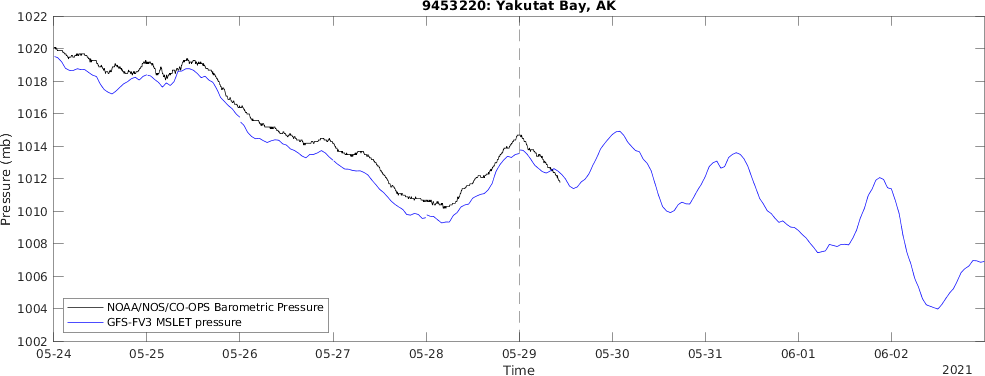 9453220: Yakutat Bay, AK
Pressure (mb)
1022
1020
1018
1016
1014
1012
1010
1008
1006
1004
1002
NOAA/NOS/CO-OPS Barometric Pressure
GFS-FV3 MSLET pressure
05-24 05-25 05-26 05-27 05-28 05-29 05-30 05-31 06-01 06-02
Time
2021